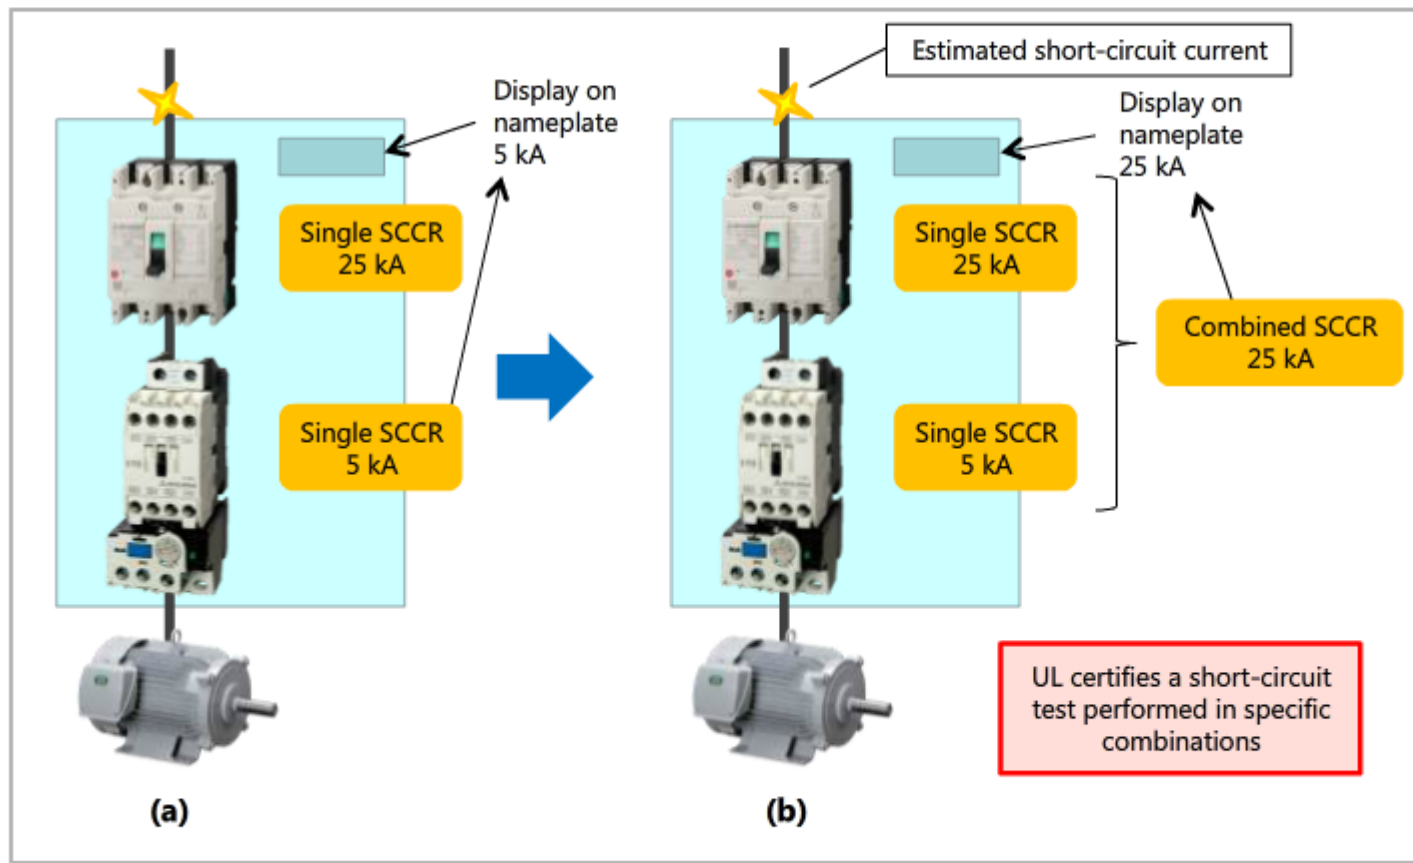 Estimated short-circuit current
Display on
nameplate
5 kA
Single SCCR
25 kA
Single SCCR
5 kA
(a)
Display on
nameplate
25 kA
Single SCCR
25 kA
Single SCCR
5 kA
Combined SCCR
25 kA
UL certifies a short-circuit
test performed in specific
combinations
(b)